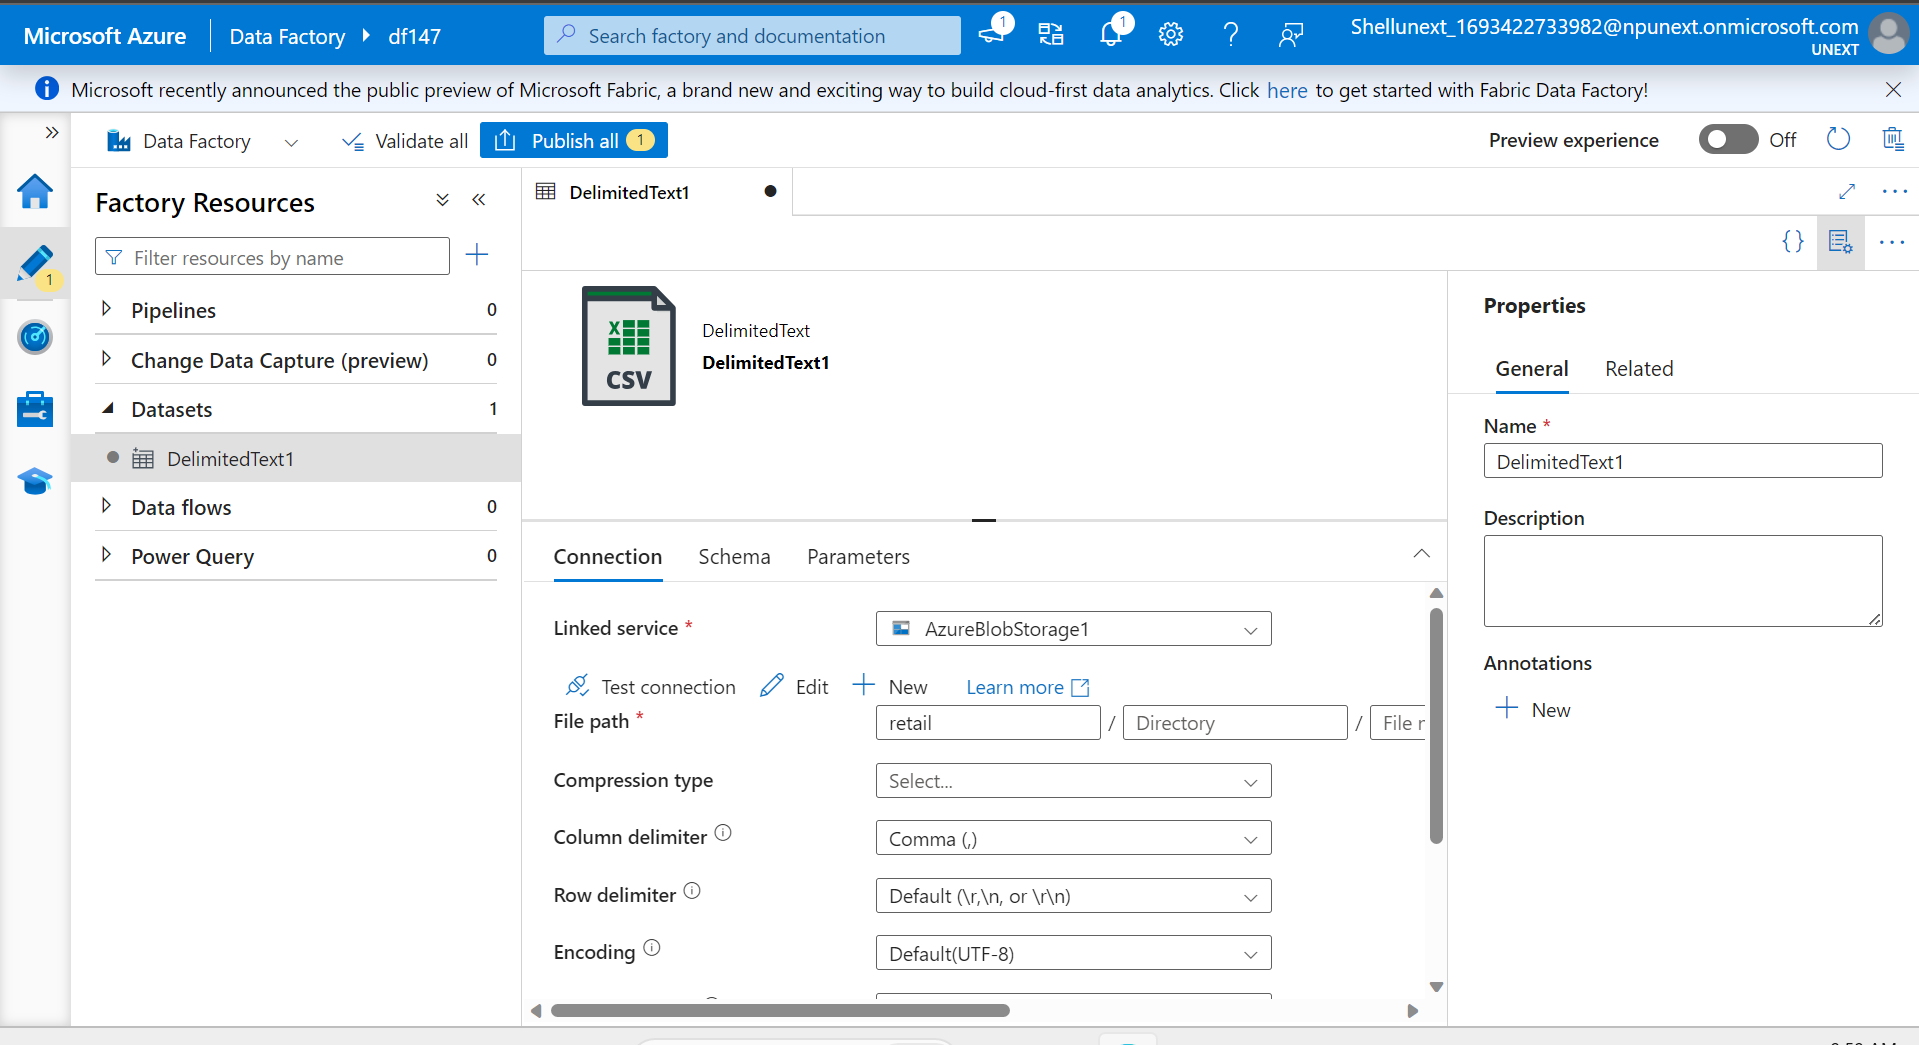 Microsoft Azure
Data Factory
df147
Search factory and documentation
1
1
Shellunext_1693422733982@npunext.onmicrosoft.com
UNEXT
Microsoft recently announced the public preview of Microsoft Fabric, a brand new and exciting way to build cloud-first data analytics. Click here to get started with Fabric Data Factory!
Data Factory
Validate all
Publish all 1
Preview experience
Off
1
Factory Resources
Filter resources by name
Pipelines 0
Change Data Capture (preview) 0
Datasets 1
DelimitedText1
Data flows 0
Power Query 0
DelimitedText1
{}
X
CSV
DelimitedText
DelimitedText1
Connection
Schema
Parameters
Linked service *
AzureBlobStorage1
Test connection
Edit
New
Learn more
File path *
retail / Directory /
File
Compression type
Select...
Column delimiter
Comma (,)
Row delimiter
Default (\r,\n, or \r\n)
Encoding
Default(UTF-8)
Properties
General
Related
Name *
DelimitedText1
Description
Annotations
New